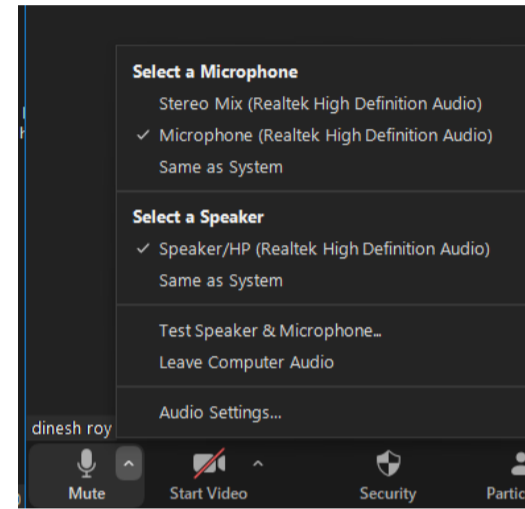 Select a Microphone
Stereo Mix (Realtek High Definition Audio)
Microphone (Realtek High Definition Audio)
Same as System
Select a Speaker
Speaker/HP (Realtek High Definition Audio)
Same as System
Test Speaker & Microphone...
Leave Computer Audio
Audio Settings...
dinesh roy
Mute
Start Video
Security
Partic